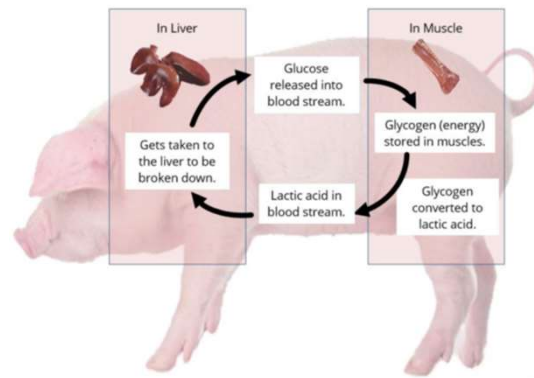 In Liver
In Muscle
Glucose
released into
blood stream.
Glycogen (energy)
stored in muscles.
Glycogen
converted to
lactic acid.
Lactic acid in
blood stream.
Gets taken to
the liver to be
broken down.